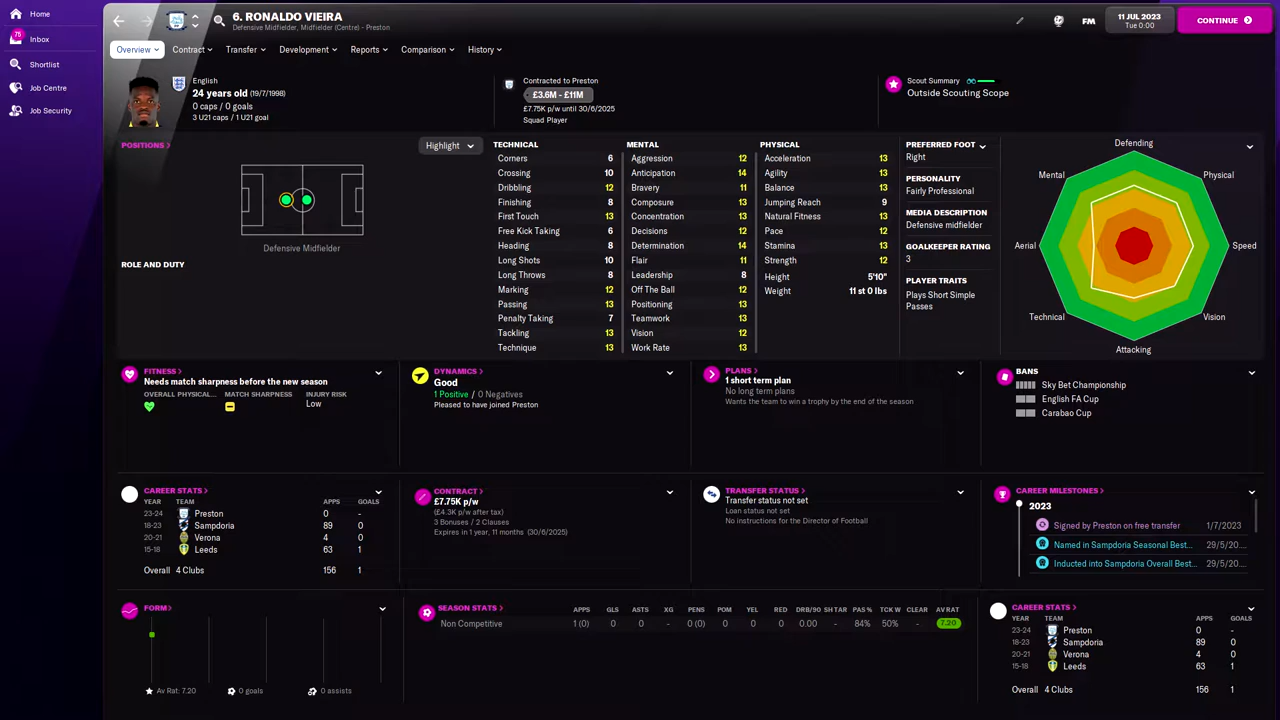 Home
75
Inbox
Shortlist
Job Centre
Job Security
6. RONALDO VIEIRA
Defensive Midfielder, Midfielder (Centre) - Preston
FM
11 JUL 2023
Tue 0:00
CONTINUE
Overview
Contract
Transfer
Development
Reports
Comparison
History
English
24 years old (19/7/1998)
0 caps / 0 goals
3 U21 caps / 1 U21 goal
Contracted to Preston
£3.6M - £11M
£7.75K p/w until 30/6/2025
Squad Player
Scout Summary
Outside Scouting Scope
POSITIONS
Highlight
Defensive Midfielder
ROLE AND DUTY
TECHNICAL
Corners 6
Crossing 10
Dribbling 12
Finishing 8
First Touch 13
Free Kick Taking 6
Heading 8
Long Shots 10
Long Throws 8
Marking 12
Passing 13
Penalty Taking 7
Tackling 13
Technique 13
MENTAL
Aggression 12
Anticipation 14
Bravery 11
Composure 13
Concentration 13
Decisions 12
Determination 14
Flair 11
Leadership 8
Off The Ball 12
Positioning 13
Teamwork 13
Vision 12
Work Rate 13
PHYSICAL
Acceleration 13
Agility 13
Balance 13
Jumping Reach 9
Natural Fitness 13
Pace 12
Stamina 13
Strength 12
Height 5'10"
Weight 11 st 0 lbs
PREFERRED FOOT
Right
PERSONALITY
Fairly Professional
MEDIA DESCRIPTION
Defensive midfielder
GOALKEEPER RATING
3
PLAYER TRAITS
Plays Short Simple
Passes
Defending
Mental
Physical
Aerial
Speed
Technical
Vision
Attacking
FITNESS
Needs match sharpness before the new season
OVERALL PHYSICAL... MATCH SHARPNESS INJURY RISK
Low
DYNAMICS
Good
1 Positive / 0 Negatives
Pleased to have joined Preston
PLANS
1 short term plan
No long term plans
Wants the team to win a trophy by the end of the season
BANS
Sky Bet Championship
English FA Cup
Carabao Cup
CAREER STATS
YEAR TEAM APPS GOALS
23-24 Preston 0 -
18-23 Sampdoria 89 0
20-21 Verona 4 0
15-18 Leeds 63 1
Overall 4 Clubs 156 1
CONTRACT
£7.75K p/w
(£4.3K p/w after tax)
3 Bonuses / 2 Clauses
Expires in 1 year, 11 months (30/6/2025)
TRANSFER STATUS
Transfer status not set
Loan status not set
No instructions for the Director of Football
CAREER MILESTONES
2023
Signed by Preston on free transfer 1/7/2023
Named in Sampdoria Seasonal Best... 29/5/20...
Inducted into Sampdoria Overall Best... 29/5/20...
FORM
Av Rat: 7.20 0 goals 0 assists
SEASON STATS APPS GLS ASTS XG PENS POM YEL RED DRB/90 SH TAR PAS % TCK W CLEAR AV RAT
Non Competitive 1 (0) 0 0 - 0 (0) 0 0 0 0.00 - 84% 50% - 7.20
CAREER STATS
YEAR TEAM APPS GOALS
23-24 Preston 0 -
18-23 Sampdoria 89 0
20-21 Verona 4 0
15-18 Leeds 63 1
Overall 4 Clubs 156 1